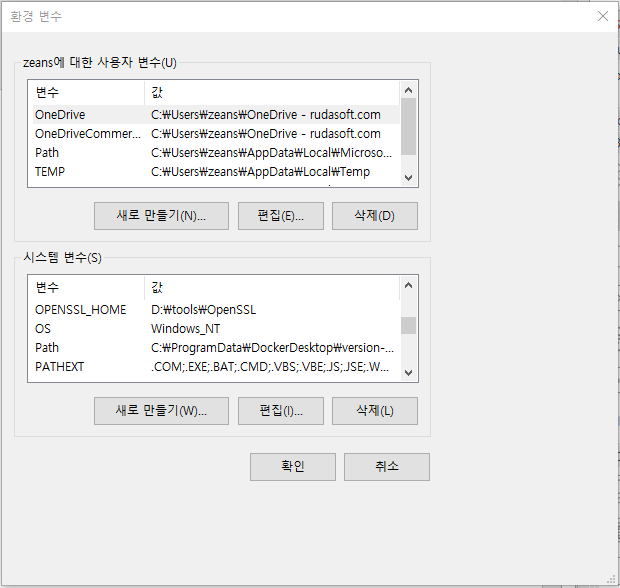 환경 변수
zeans에 대한 사용자 변수(U)
변수 값
OneDrive C:₩Users₩zeans₩OneDrive - rudasoft.com
OneDriveCommer... C:₩Users₩zeans₩OneDrive - rudasoft.com
Path C:₩Users₩zeans₩AppData₩Local₩Microso...
TEMP C:₩Users₩zeans₩AppData₩Local₩Temp
새로 만들기(N)... 편집(E)... 삭제(D)
시스템 변수(S)
변수 값
OPENSSL_HOME D:₩tools₩OpenSSL
OS Windows_NT
Path C:₩ProgramData₩DockerDesktop₩version-...
PATHEXT .COM;.EXE;.BAT;.CMD;.VBS;.VBE;.JS;.JSE;.W...
새로 만들기(W)... 편집(I)... 삭제(L)
확인 취소